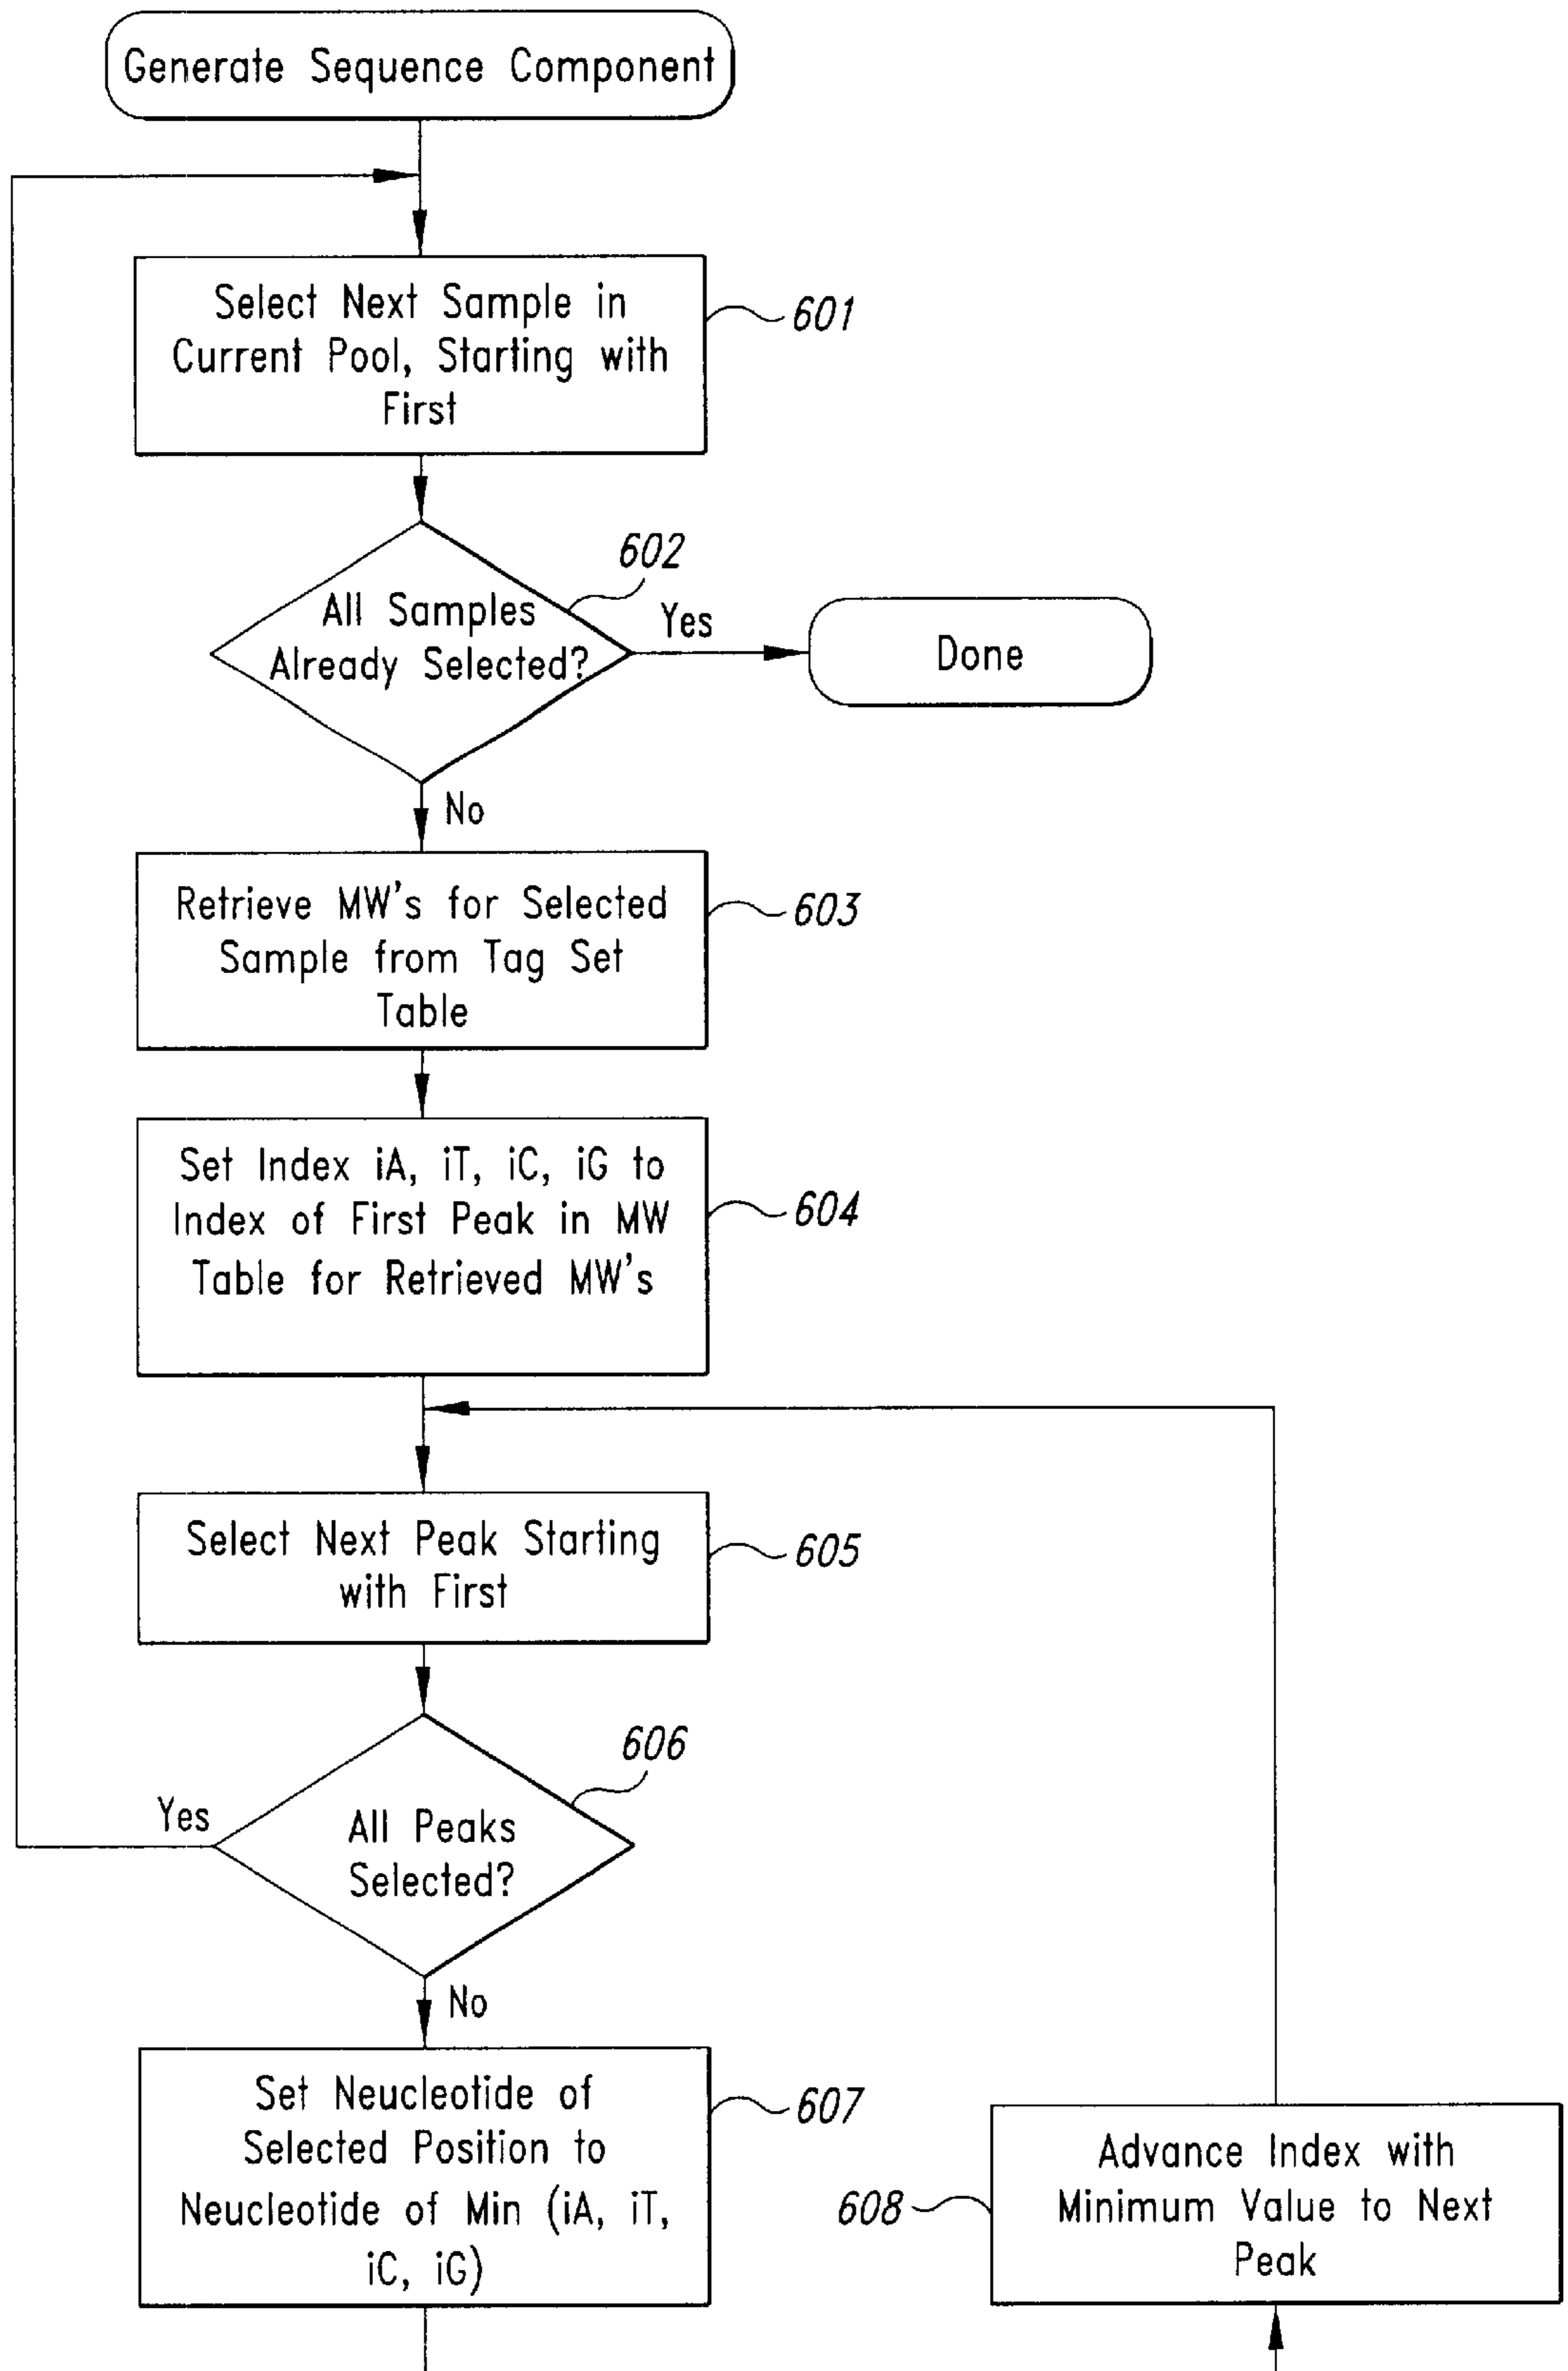 Generate Sequence Component
Select Next Sample in
Current Pool, Starting with
First
601
602
All Samples
Already Selected?
Yes
Done
No
Retrieve MW's for Selected
Sample from Tag Set
Table
603
Set Index iA, iT, iC, iG to
Index of First Peak in MW
Table for Retrieved MW's
604
Select Next Peak Starting
with First
605
606
Yes
All Peaks
Selected?
No
Set Neucleotide of
Selected Position to
Neucleotide of Min (iA, iT,
iC, iG)
607
608
Advance Index with
Minimum Value to Next
Peak